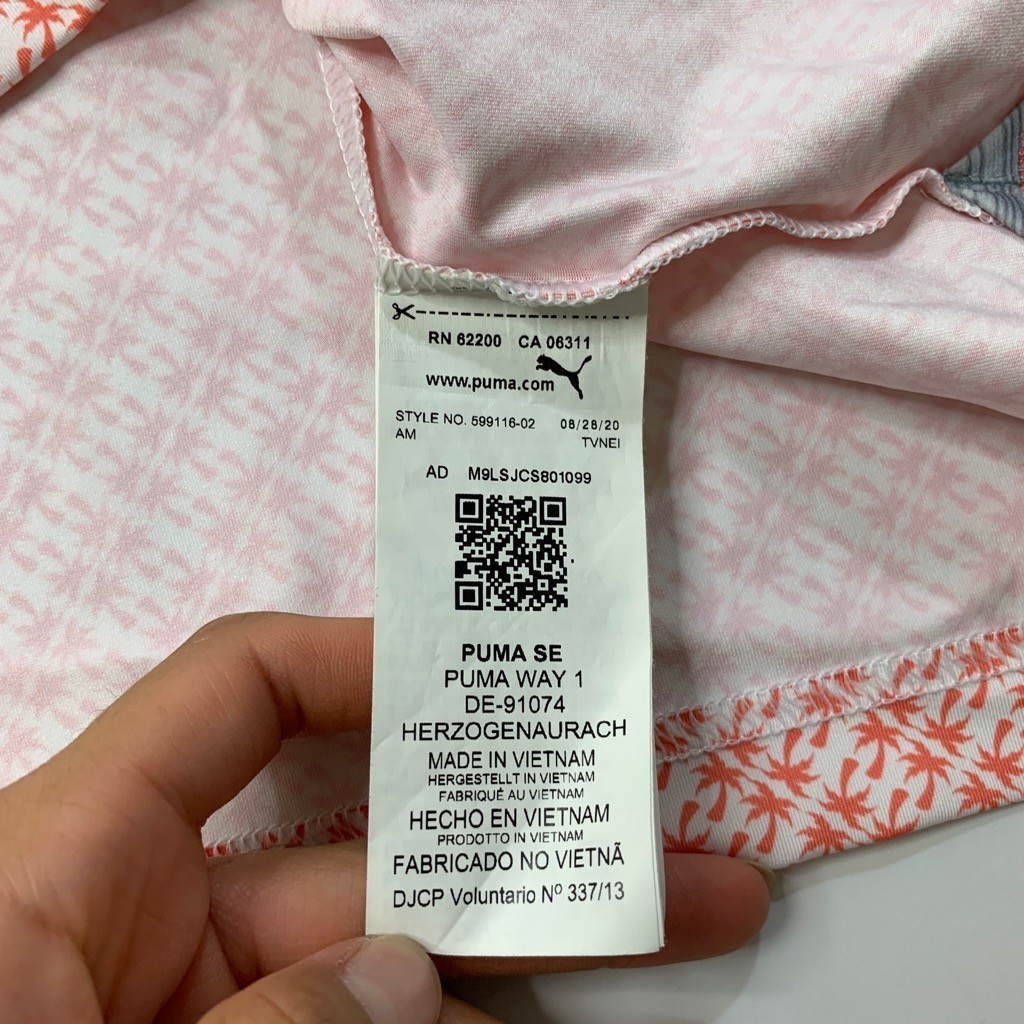 RN 62200 CA 06311
www.puma.com
STYLE NO. 599116-02 08/28/20
AM TVNEI
AD M9LSJCS801099
PUMA SE
PUMA WAY 1
DE-91074
HERZOGENAURACH
MADE IN VIETNAM
HERGESTELLT IN VIETNAM
FABRIQUÉ AU VIETNAM
HECHO EN VIETNAM
PRODOTTO IN VIETNAM
FABRICADO NO VIETNÃ
DJCP Voluntario Nº 337/13